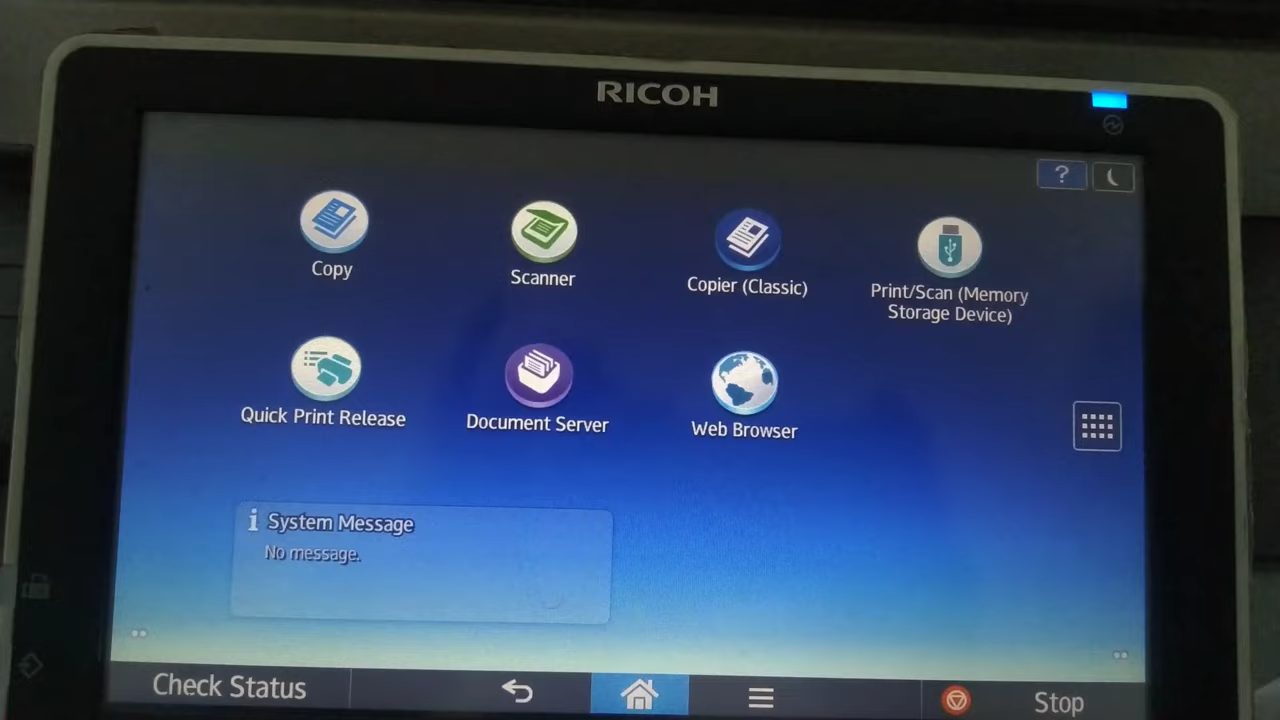 RICOH
?
Copy
Scanner
Copier (Classic)
Print/Scan (Memory
Storage Device)
Quick Print Release
Document Server
Web Browser
i System Message
No message.
Check Status
Stop